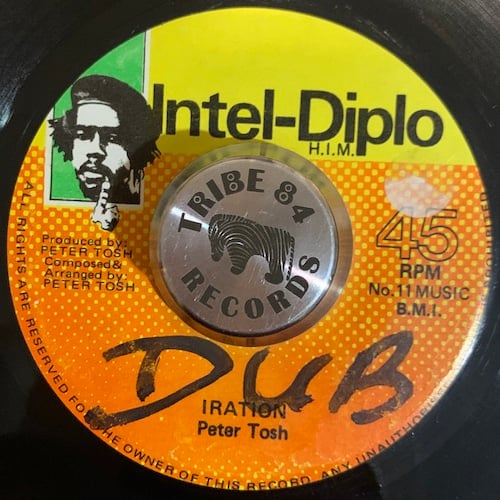 Intel-Diplo
H.I.M.
TRIBE 84
RECORDS
Produced by:
PETER TOSH
Composed &
Arranged by:
PETER TOSH
45
RPM
No.11 MUSIC
B.M.I.
DUB
IRATION
Peter Tosh
ALL RIGHTS ARE RESERVED FOR THE OWNER OF THIS RECORD. ANY UNAUTHORISED